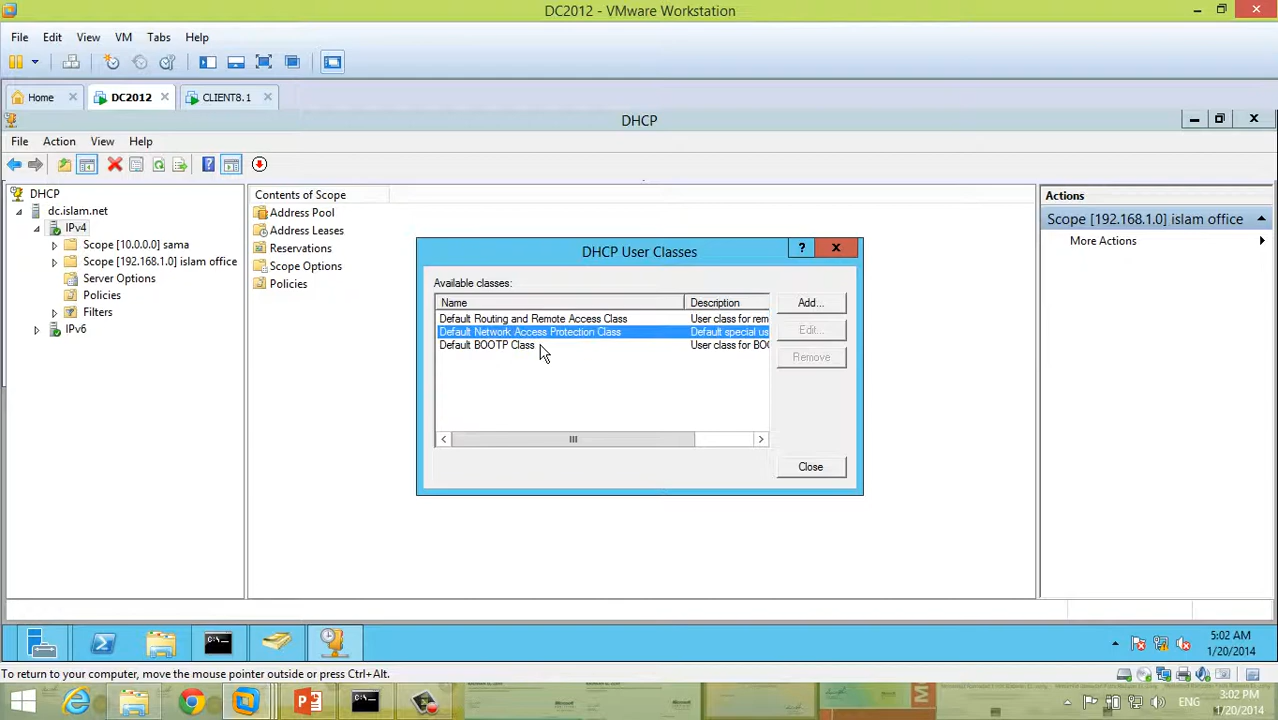 DC2012 - VMware Workstation
File Edit View VM Tabs Help
Home DC2012 CLIENT8.1
DHCP
File Action View Help
DHCP
dc.islam.net
IPv4
Scope [10.0.0.0] sama
Scope [192.168.1.0] islam office
Server Options
Policies
Filters
IPv6
Contents of Scope
Address Pool
Address Leases
Reservations
Scope Options
Policies
DHCP User Classes
Available classes:
Name Description
Default Routing and Remote Access Class User class for rem
Default Network Access Protection Class Default special us
Default BOOTP Class User class for BOO
Add...
Edit...
Remove
Close
Actions
Scope [192.168.1.0] islam office
More Actions
5:02 AM
1/20/2014
To return to your computer, move the mouse pointer outside or press Ctrl+Alt.
ENG
3:02 PM
1/20/2014